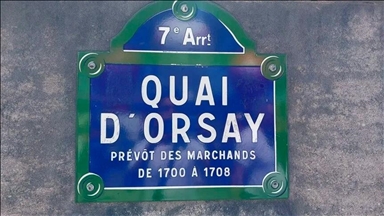 7e Arrt
QUAI
D'ORSAY
PRÉVÔT DES MARCHANDS
DE 1700 À 1708